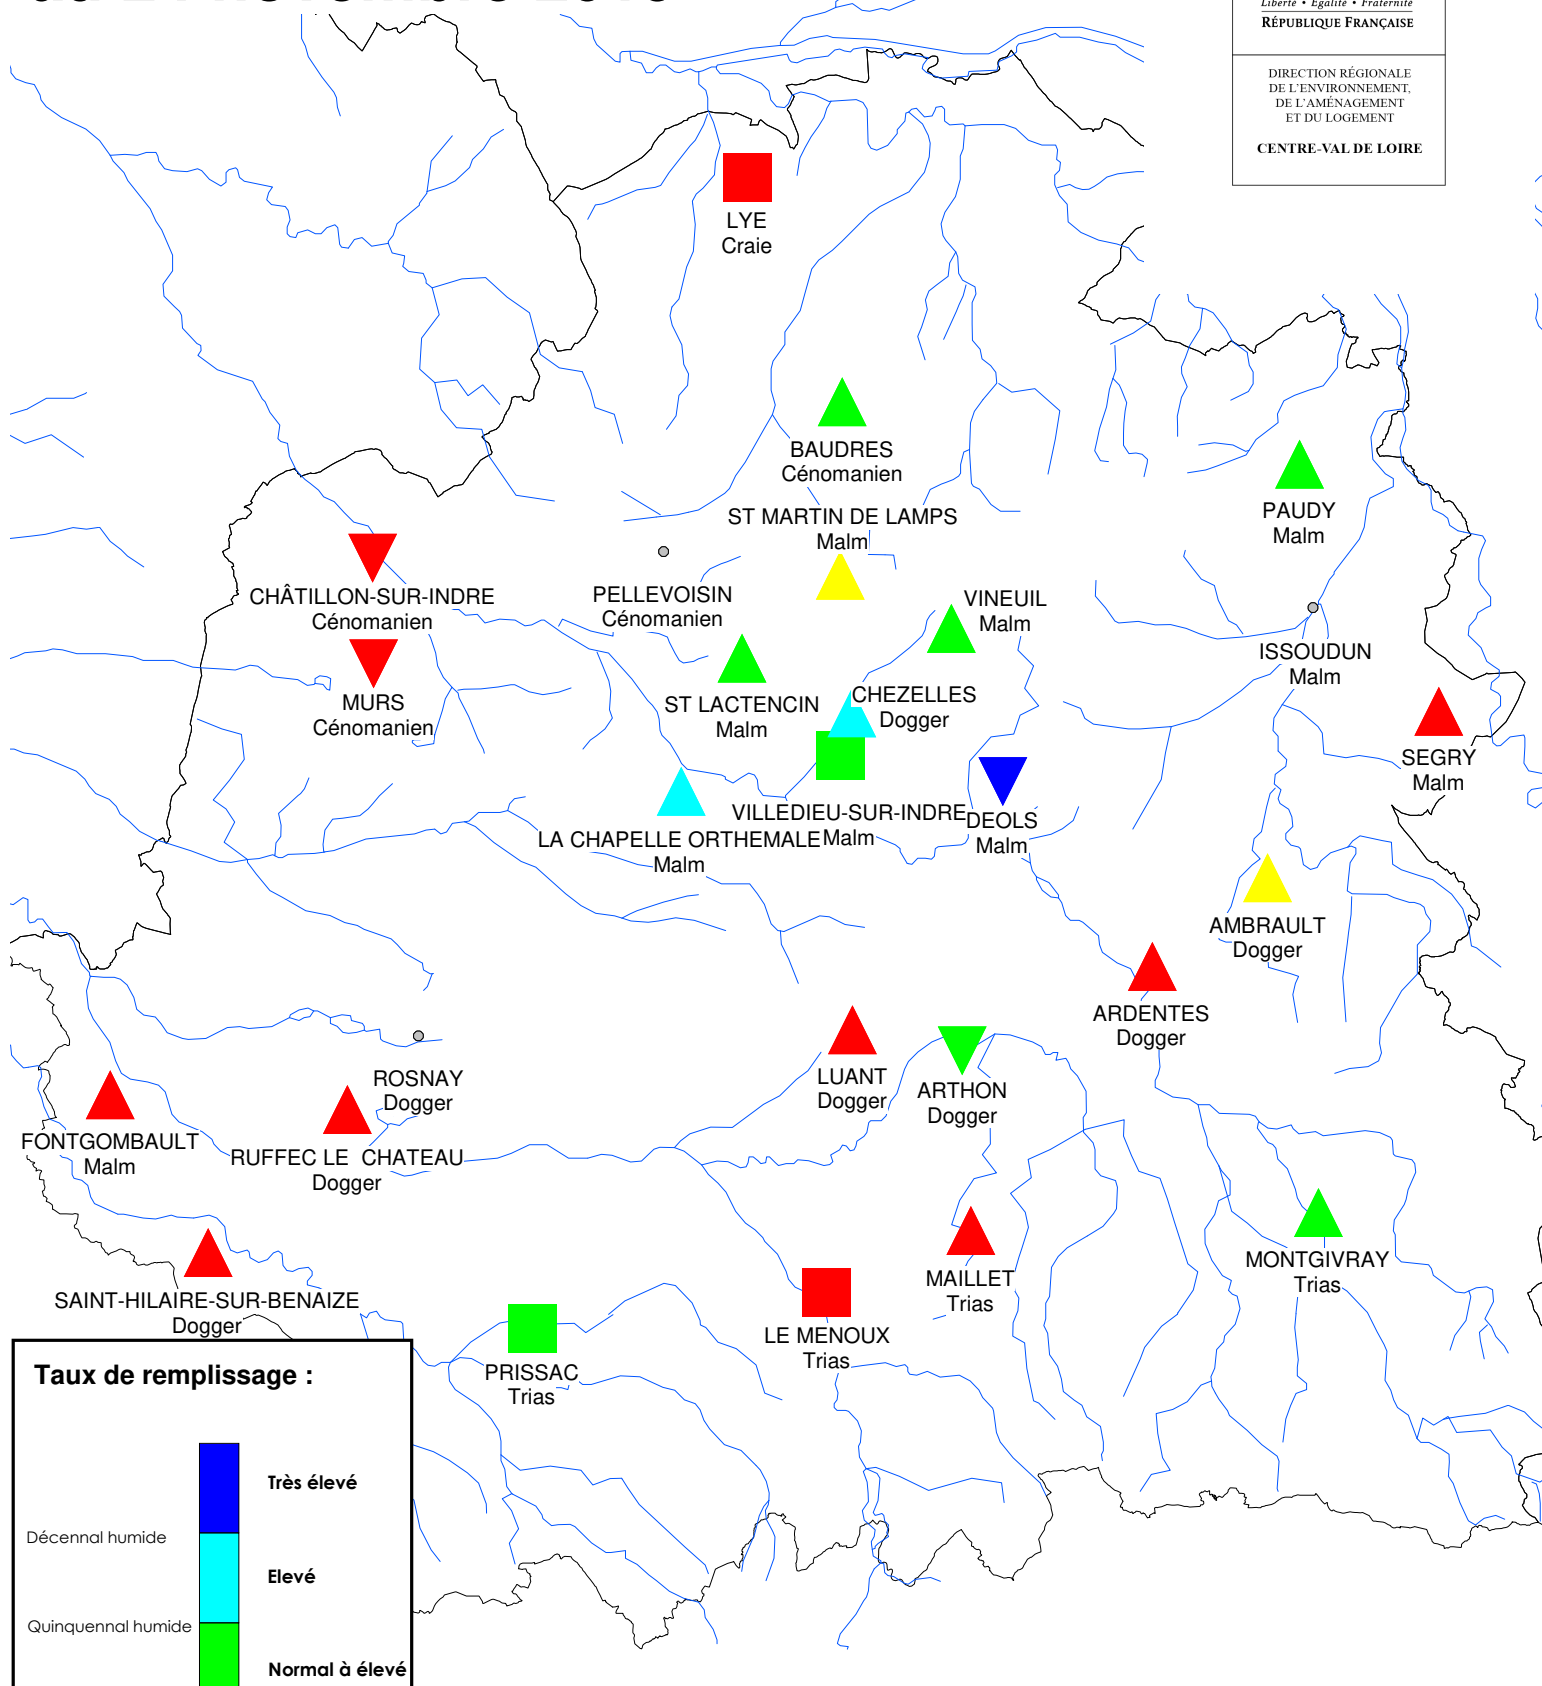 Liberté • Égalité • Fraternité
RÉPUBLIQUE FRANÇAISE
DIRECTION RÉGIONALE
DE L'ENVIRONNEMENT,
DE L'AMÉNAGEMENT
ET DU LOGEMENT
CENTRE-VAL DE LOIRE
LYE
Craie
BAUDRES
Cénomanien
ST MARTIN DE LAMPS
Malm
PAUDY
Malm
CHÂTILLON-SUR-INDRE
Cénomanien
PELLEVOISIN
Cénomanien
VINEUIL
Malm
ISSOUDUN
Malm
MURS
Cénomanien
ST LACTENCIN
Malm
CHEZELLES
Dogger
SEGRY
Malm
VILLEDIEU-SUR-INDRE
Malm
DEOLS
Malm
LA CHAPELLE ORTHEMALE
Malm
AMBRAULT
Dogger
ARDENTES
Dogger
LUANT
Dogger
ARTHON
Dogger
ROSNAY
Dogger
FONTGOMBAULT
Malm
RUFFEC LE  CHATEAU
Dogger
MONTGIVRAY
Trias
MAILLET
Trias
SAINT-HILAIRE-SUR-BENAIZE
Dogger
LE MENOUX
Trias
PRISSAC
Trias
Taux de remplissage :
Très élevé
Décennal humide
Elevé
Quinquennal humide
Normal à élevé